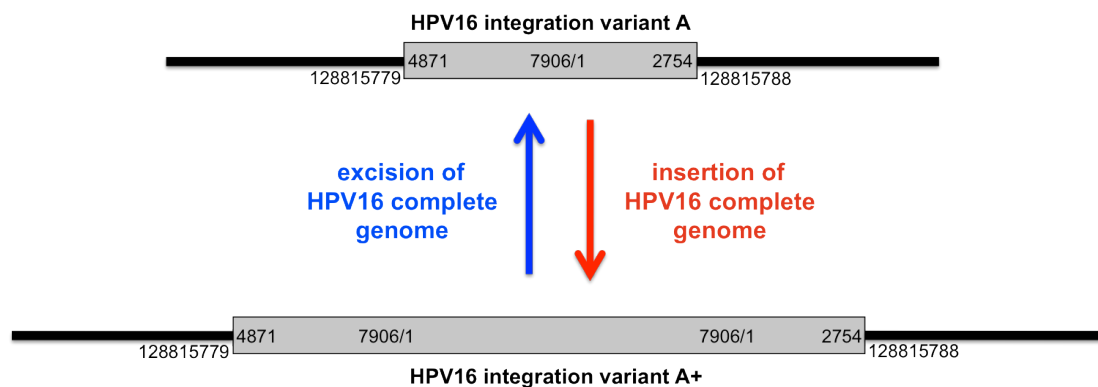 HPV16 integration variant A
4871 7906/1 2754
128815779 128815788
excision of
HPV16 complete
genome
insertion of
HPV16 complete
genome
4871 7906/1 7906/1 2754
128815779 128815788
HPV16 integration variant A+